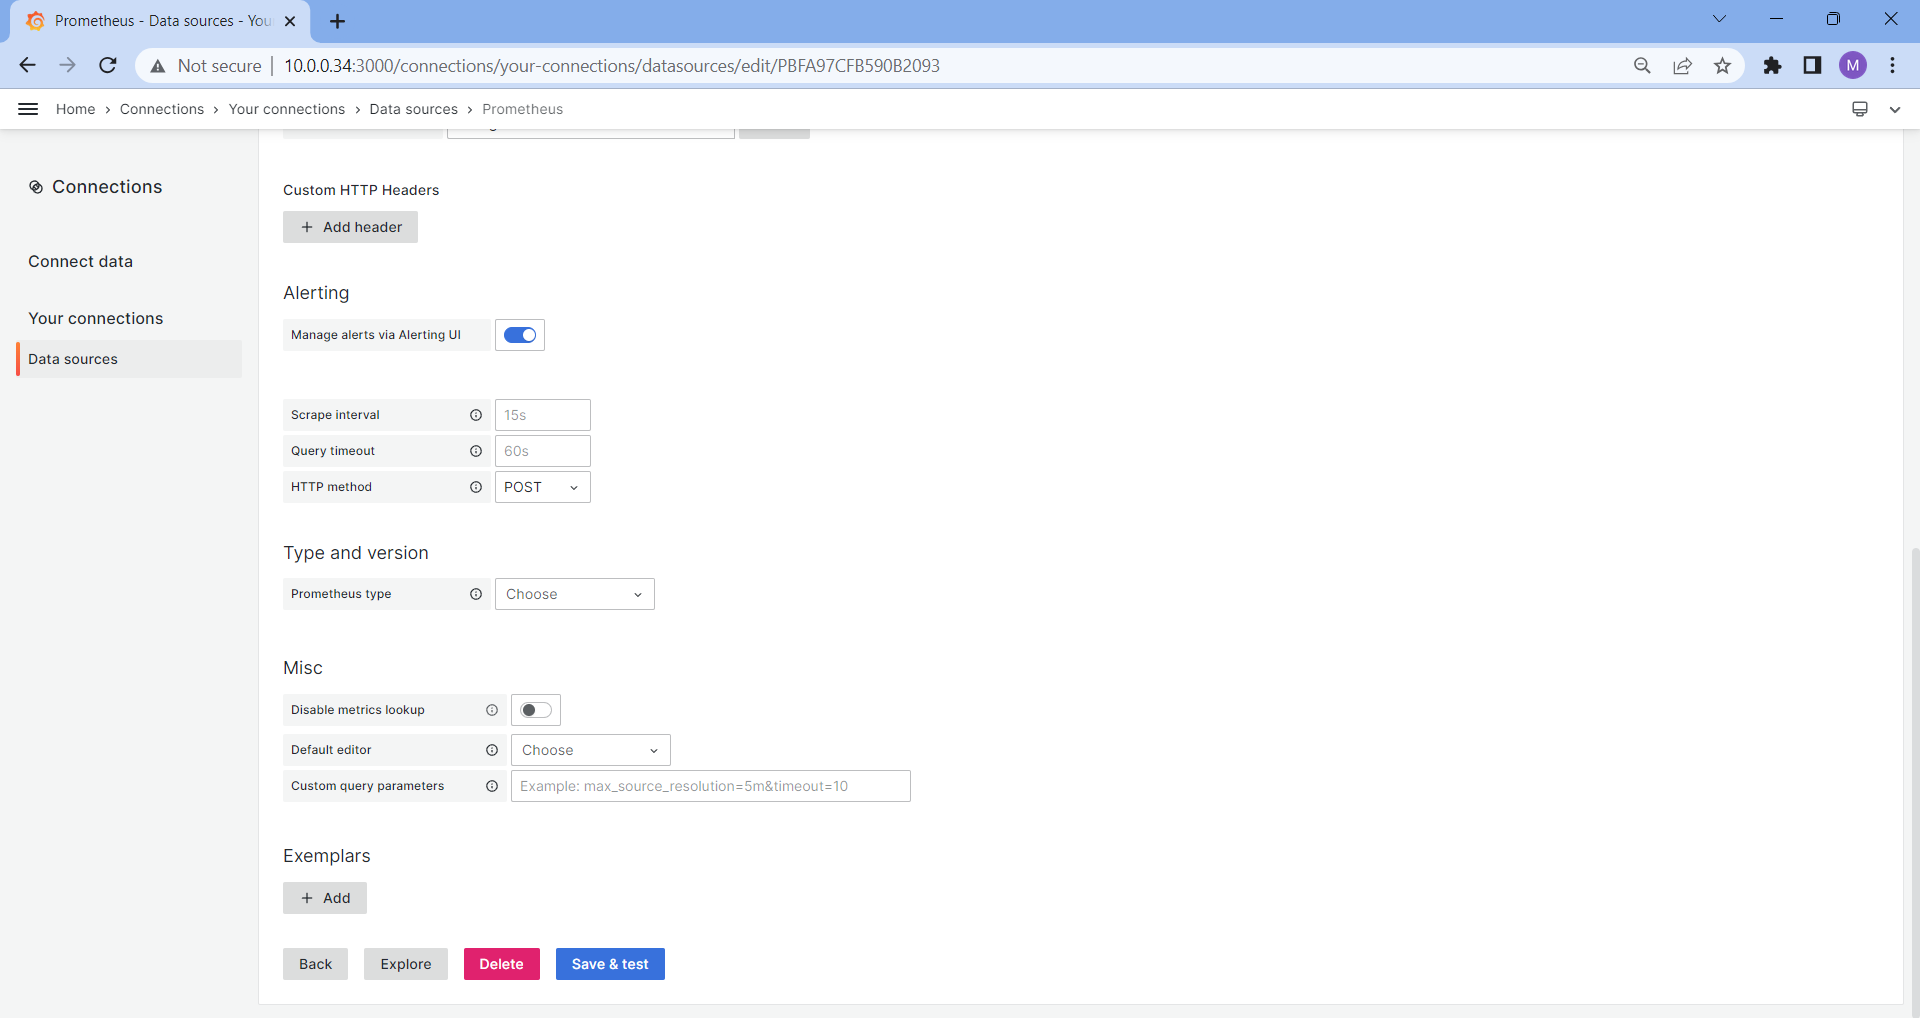 Prometheus - Data sources - You
Not secure
10.0.0.34:3000/connections/your-connections/datasources/edit/PBFA97CFB590B2093
M
Home > Connections > Your connections > Data sources > Prometheus
Connections
Connect data
Your connections
Data sources
Custom HTTP Headers
+ Add header
Alerting
Manage alerts via Alerting UI
Scrape interval 15s
Query timeout 60s
HTTP method POST
Type and version
Prometheus type Choose
Misc
Disable metrics lookup
Default editor Choose
Custom query parameters Example: max_source_resolution=5m&timeout=10
Exemplars
+ Add
Back Explore Delete Save & test